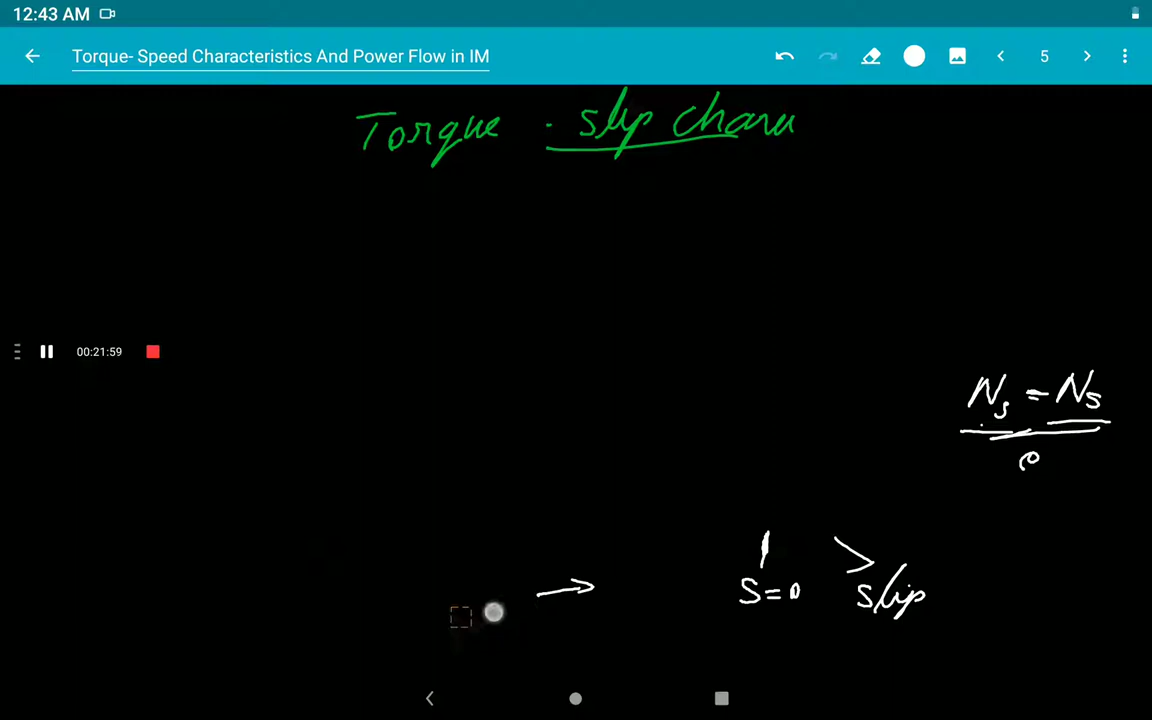 12:43 AM
Torque- Speed Characteristics And Power Flow in IM
5
Torque - slip chara
00:21:59
Ns = Ns
0
S=0
slip